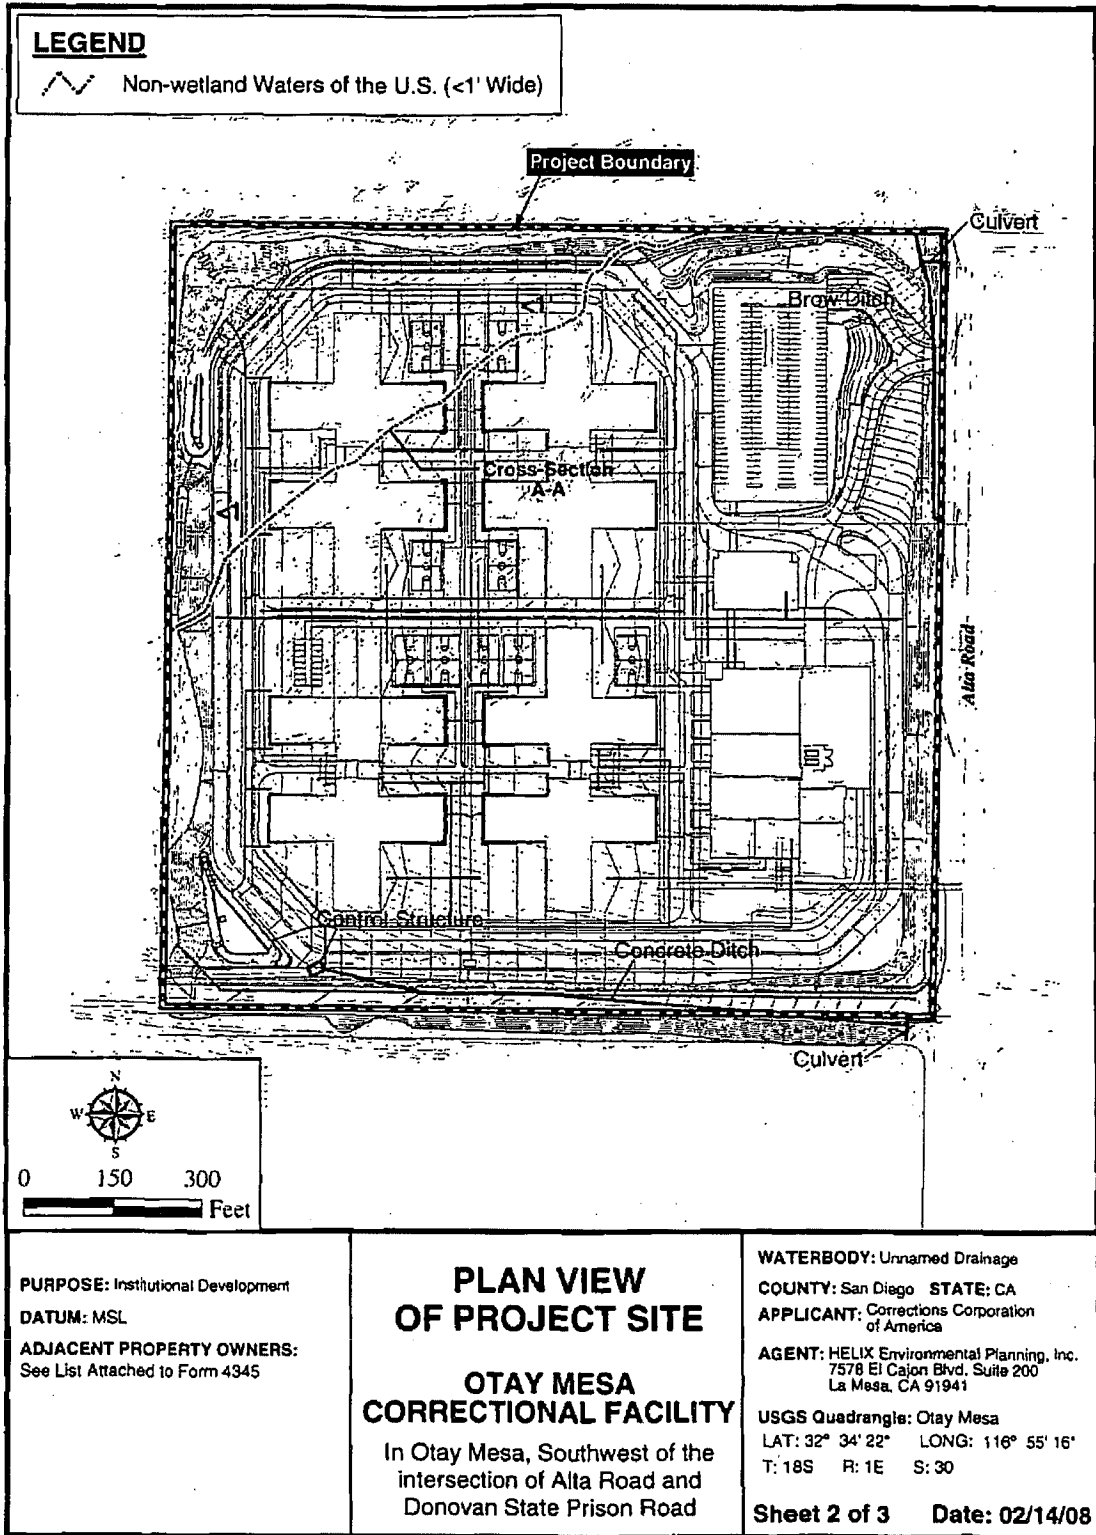 LEGEND
Non-wetland Waters of the U.S. (<1' Wide)
Project Boundary
Culvert
Brow Ditch
<1
Cross-Section
A-A
<1
Alta Road
Control Structure
Concrete Ditch
Culvert
N
W E
S
0 150 300
Feet
PURPOSE: Institutional Development
DATUM: MSL
ADJACENT PROPERTY OWNERS:
See List Attached to Form 4345
PLAN VIEW
OF PROJECT SITE
OTAY MESA
CORRECTIONAL FACILITY
In Otay Mesa, Southwest of the
intersection of Alta Road and
Donovan State Prison Road
WATERBODY: Unnamed Drainage
COUNTY: San Diego STATE: CA
APPLICANT: Corrections Corporation
of America
AGENT: HELIX Environmental Planning, Inc.
7578 El Cajon Blvd. Suite 200
La Mesa, CA 91941
USGS Quadrangle: Otay Mesa
LAT: 32° 34' 22" LONG: 116° 55' 16"
T: 18S R: 1E S: 30
Sheet 2 of 3 Date: 02/14/08